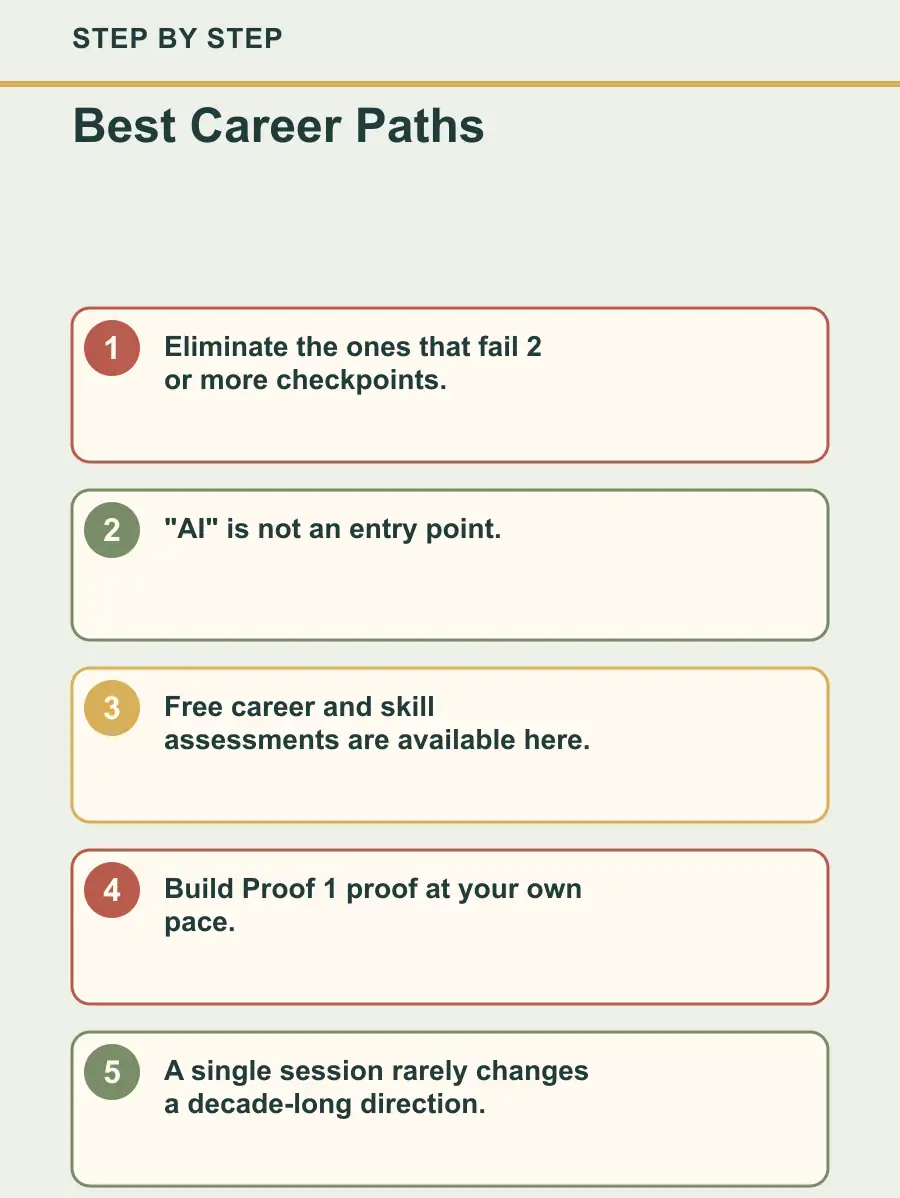 STEP BY STEP
Best Career Paths
1
Eliminate the ones that fail 2
or more checkpoints.
2
"AI" is not an entry point.
3
Free career and skill
assessments are available here.
4
Build Proof 1 proof at your own
pace.
5
A single session rarely changes
a decade-long direction.